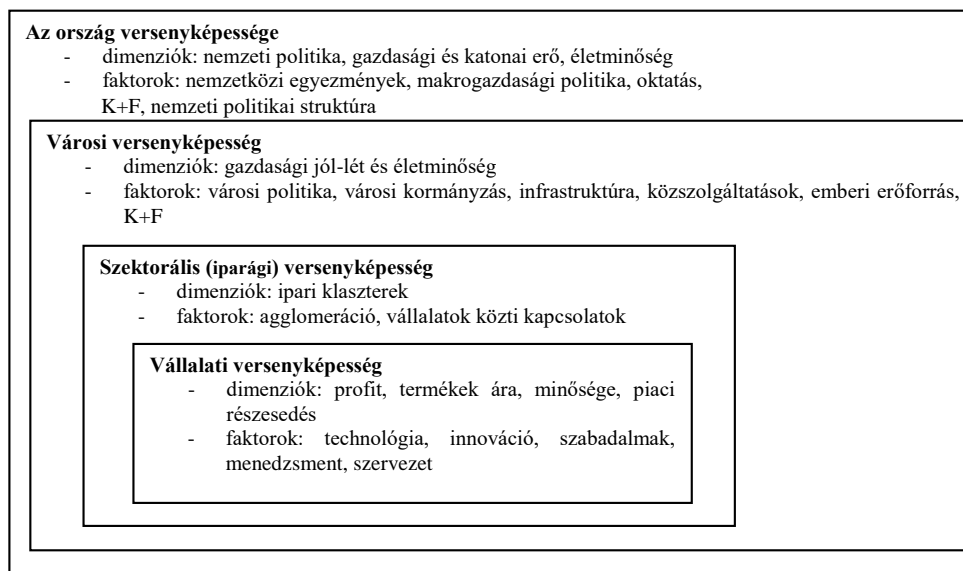 Az ország versenyképessége
- dimenziók: nemzeti politika, gazdasági és katonai erő, életminőség
- faktorok: nemzetközi egyezmények, makrogazdasági politika, oktatás,
K+F, nemzeti politikai struktúra
Városi versenyképesség
- dimenziók: gazdasági jól-lét és életminőség
- faktorok: városi politika, városi kormányzás, infrastruktúra, közszolgáltatások, emberi erőforrás,
K+F
Szektorális (iparági) versenyképesség
- dimenziók: ipari klaszterek
- faktorok: agglomeráció, vállalatok közti kapcsolatok
Vállalati versenyképesség
- dimenziók: profit, termékek ára, minősége, piaci
részesedés
- faktorok: technológia, innováció, szabadalmak,
menedzsment, szervezet